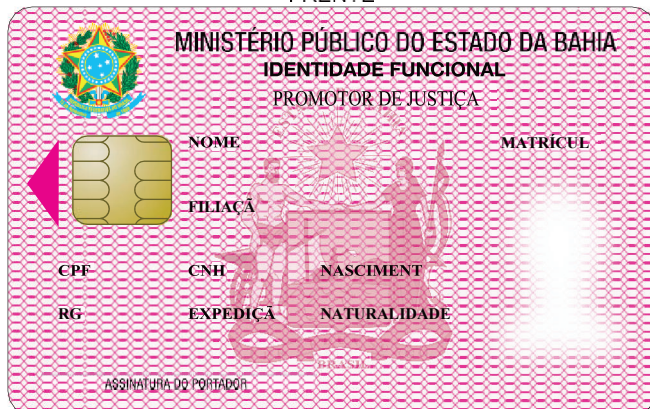 MINISTÉRIO PÚBLICO DO ESTADO DA BAHIA
IDENTIDADE FUNCIONAL
PROMOTOR DE JUSTIÇA
NOME MATRÍCUL
FILIAÇÃ
CPF CNH NASCIMENT
RG EXPEDIÇÃ NATURALIDADE
BRASIL
ASSINATURA DO PORTADOR